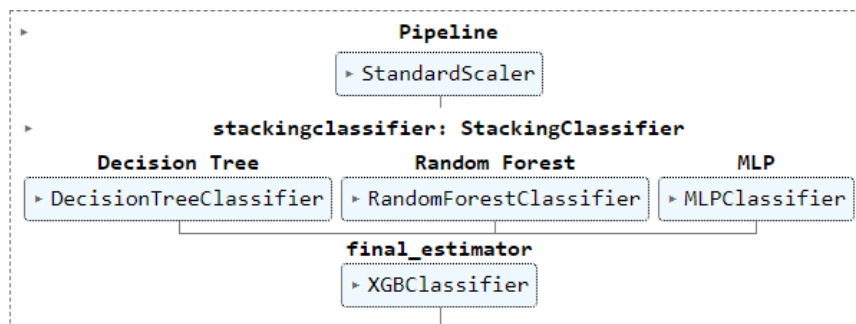 Pipeline
StandardScaler
stackingclassifier: StackingClassifier
Decision Tree Random Forest MLP
DecisionTreeClassifier RandomForestClassifier MLPClassifier
final_estimator
XGBClassifier